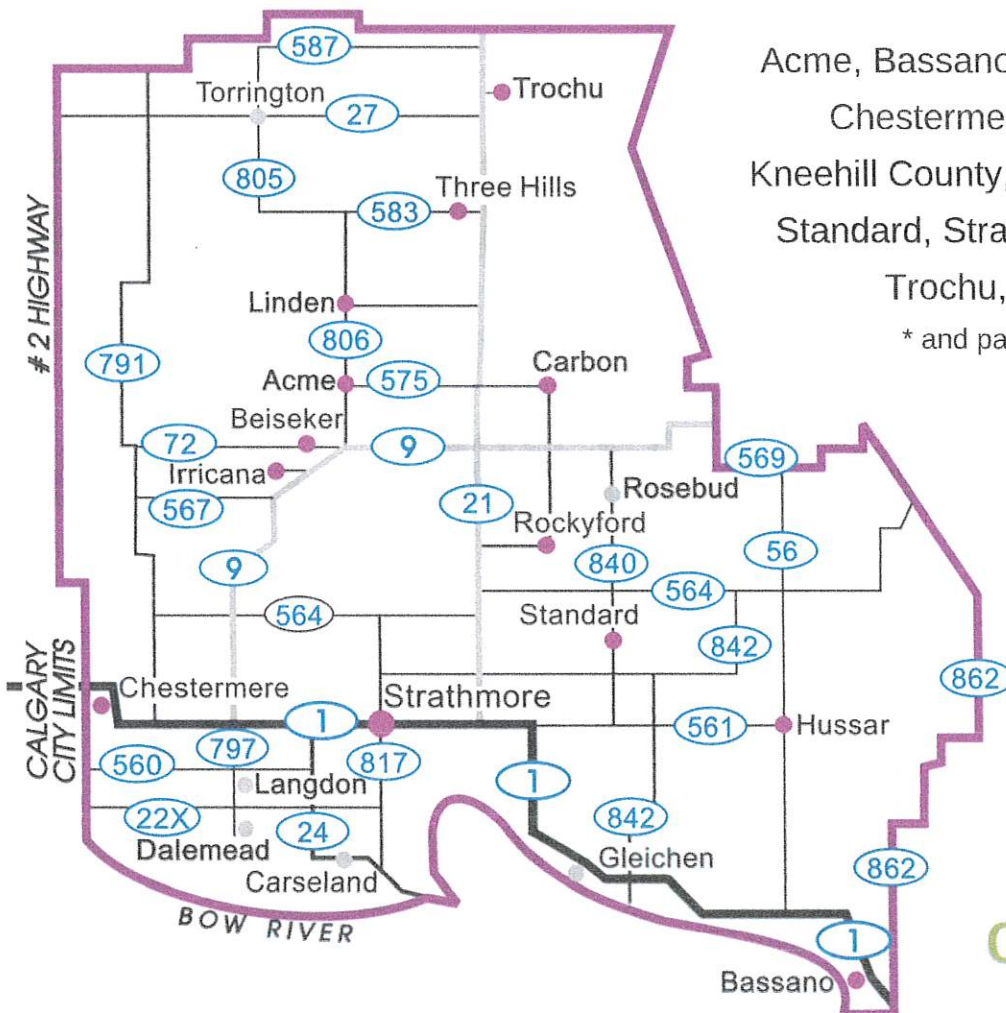 587
Acme, Bassano
Torrington
Trochu
27
Chesterme
805
Three Hills
Kneehill County,
583
Standard, Stra
# 2 HIGHWAY
Linden
Trochu,
806
* and pa
791
Acme
575
Carbon
Beiseker
72
9
569
Irricana
Rosebud
567
21
Rockyford
56
9
840
564
564
Standard
842
CALGARY
CITY LIMITS
Chestermere
Strathmore
862
1
561
Hussar
797
817
560
Langdon
1
22X
24
842
Dalemead
Gleichen
862
Carseland
BOW RIVER
1
Bassano